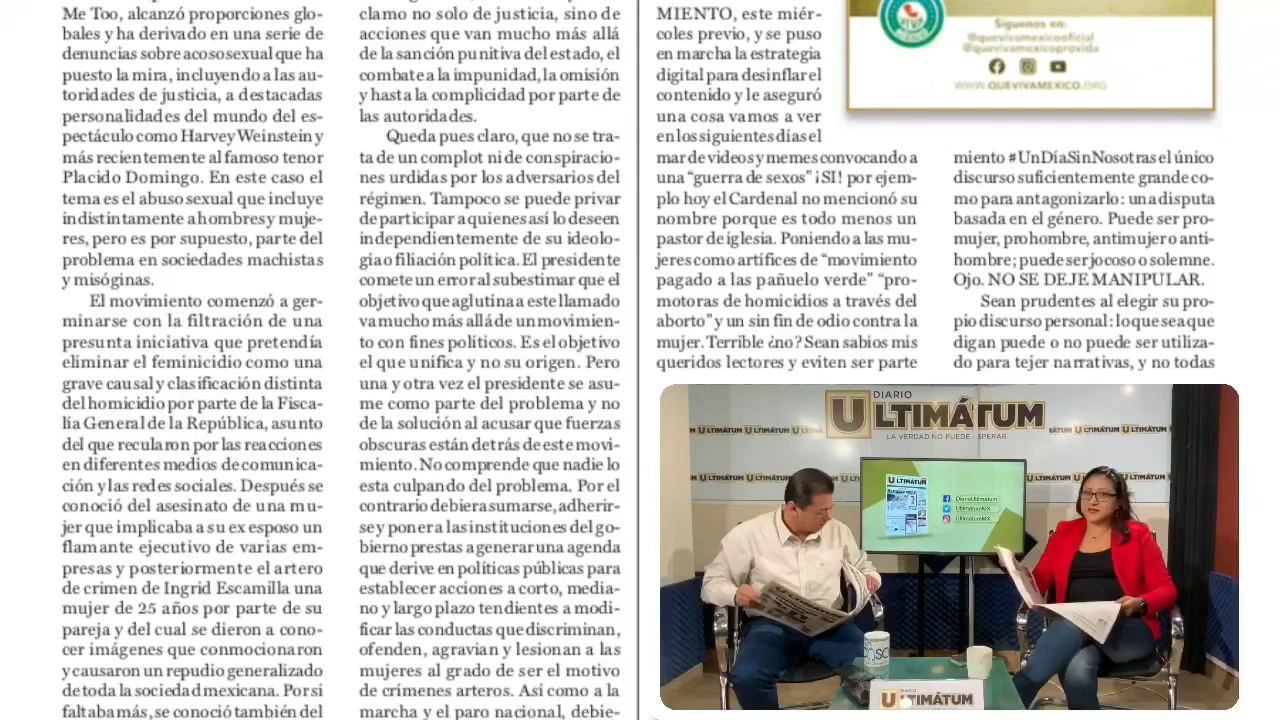 Me Too, alcanzó proporciones glo-
bales y ha derivado en una serie de
denuncias sobre acoso sexual que ha
puesto la mira, incluyendo a las au-
toridades de justicia, a destacadas
personalidades del mundo del es-
pectáculo como Harvey Weinstein y
más recientemente al famoso tenor
Placido Domingo. En este caso el
tema es el abuso sexual que incluye
indistintamente a hombres y muje-
res, pero es por supuesto, parte del
problema en sociedades machistas
y misóginas.
El movimiento comenzó a ger-
minarse con la filtración de una
presunta iniciativa que pretendía
eliminar el feminicidio como una
grave causal y clasificación distinta
del homicidio por parte de la Fisca-
lía General de la República, asunto
del que recularon por las reacciones
en diferentes medios de comunica-
ción y las redes sociales. Después se
conoció del asesinato de una mu-
jer que implicaba a su ex esposo un
flamante ejecutivo de varias em-
presas y posteriormente el artero
de crimen de Ingrid Escamilla una
mujer de 25 años por parte de su
pareja y del cual se dieron a cono-
cer imágenes que conmocionaron
y causaron un repudio generalizado
de toda la sociedad mexicana. Por si
faltaba más, se conoció también del
clamo no solo de justicia, sino de
acciones que van mucho más allá
de la sanción punitiva del estado, el
combate a la impunidad, la omisión
y hasta la complicidad por parte de
las autoridades.
Queda pues claro, que no se tra-
ta de un complot ni de conspiracio-
nes urdidas por los adversarios del
régimen. Tampoco se puede privar
de participar a quienes así lo deseen
independientemente de su ideolo-
gía o filiación política. El presidente
comete un error al subestimar que el
objetivo que aglutina a este llamado
va mucho más allá de un movimien-
to con fines políticos. Es el objetivo
el que unifica y no su origen. Pero
una y otra vez el presidente se asu-
me como parte del problema y no
de la solución al acusar que fuerzas
obscuras están detrás de este movi-
miento. No comprende que nadie lo
esta culpando del problema. Por el
contrario debiera sumarse, adherir-
se y poner a las instituciones del go-
bierno prestas a generar una agenda
que derive en políticas públicas para
establecer acciones a corto, media-
no y largo plazo tendientes a modi-
ficar las conductas que discriminan,
ofenden, agravian y lesionan a las
mujeres al grado de ser el motivo
de crímenes arteros. Así como a la
marcha y el paro nacional, debie-
MIENTO, este miér-
coles previo, y se puso
en marcha la estrategia
digital para desinflar el
contenido y le aseguró
una cosa vamos a ver
en los siguientes días el
mar de videos y memes convocando a
una “guerra de sexos” ¡SI! por ejem-
plo hoy el Cardenal no mencionó su
nombre porque es todo menos un
pastor de iglesia. Poniendo a las mu-
jeres como artífices de “movimiento
pagado a las pañuelo verde” “pro-
motoras de homicidios a través del
aborto” y un sin fin de odio contra la
mujer. Terrible ¿no? Sean sabios mis
queridos lectores y eviten ser parte
VIVA
MÉXICO
Síguenos en:
@quevivamexicooficial
@quevivamexicoprovida
WWW.QUEVIVAMEXICO.ORG
miento #UnDíaSinNosotras el único
discurso suficientemente grande co-
mo para antagonizarlo: una disputa
basada en el género. Puede ser pro-
mujer, prohombre, antimujer o anti-
hombre; puede ser jocoso o solemne.
Ojo. NO SE DEJE MANIPULAR.
Sean prudentes al elegir su pro-
pio discurso personal: lo que sea que
digan puede o no puede ser utiliza-
do para tejer narrativas, y no todas
DIARIO
ULTIMÁTUM
LA VERDAD NO PUEDE ESPERAR
ULTIMÁTUM
ULTIMÁTUM
DiarioUltimatum
UltimatumMX
UltimatumMX
DIARIO
ULTIMÁTUM